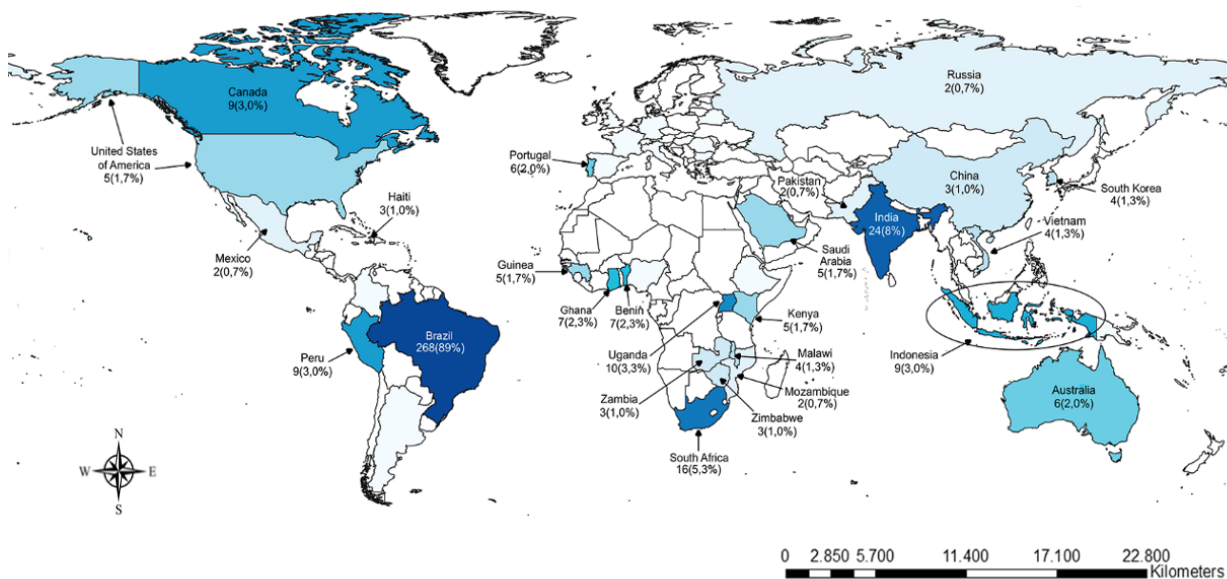 Canada
9(3,0%)
United States
of America
5(1,7%)
Mexico
2(0,7%)
Haiti
3(1,0%)
Peru
9(3,0%)
Brazil
268(89%)
Portugal
6(2,0%)
Guinea
5(1,7%)
Ghana
7(2,3%)
Benin
7(2,3%)
Uganda
10(3,3%)
Zambia
3(1,0%)
South Africa
16(5,3%)
Zimbabwe
3(1,0%)
Mozambique
2(0,7%)
Malawi
4(1,3%)
Kenya
5(1,7%)
Saudi
Arabia
5(1,7%)
Pakistan
2(0,7%)
Russia
2(0,7%)
China
3(1,0%)
India
24(8%)
South Korea
4(1,3%)
Vietnam
4(1,3%)
Indonesia
9(3,0%)
Australia
6(2,0%)
N
W E
S
0 2.850 5.700 11.400 17.100 22.800
Kilometers